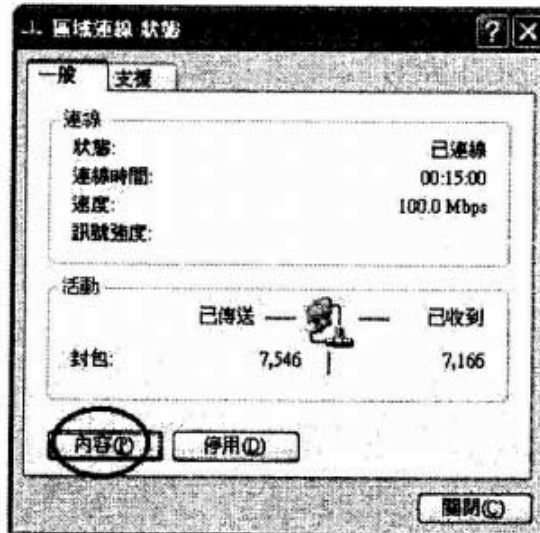 區域連線 狀態
一般 支援
連線
狀態: 已連線
連線時間: 00:15:00
速度: 100.0 Mbps
訊號強度:
活動
已傳送 已收到
封包: 7,546 7,166
內容(P) 停用(D)
關閉(C)